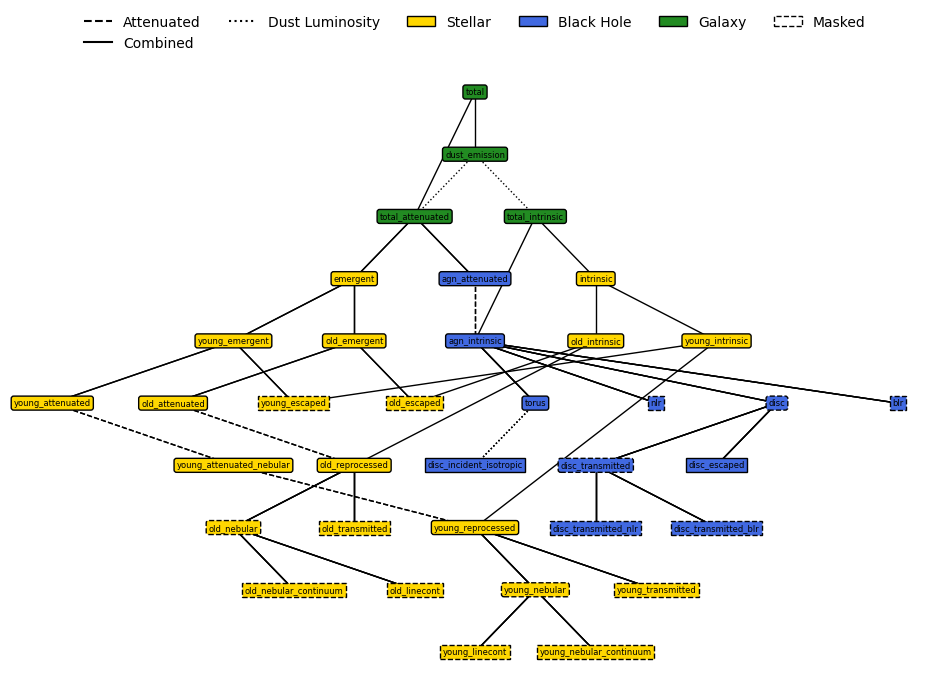 Attenuated Dust Luminosity Stellar Black Hole Galaxy Masked
Combined
total
dust_emission
total_attenuated total_intrinsic
emergent agn_attenuated intrinsic
young_emergent old_emergent agn_intrinsic old_intrinsic young_intrinsic
young_attenuated old_attenuated young_escaped old_escaped torus nlr disc blr
young_attenuated_nebular old_reprocessed disc_incident_isotropic disc_transmitted disc_escaped
old_nebular old_transmitted young_reprocessed disc_transmitted_nlr disc_transmitted_blr
old_nebular_continuum old_linecont young_nebular young_transmitted
young_linecont young_nebular_continuum